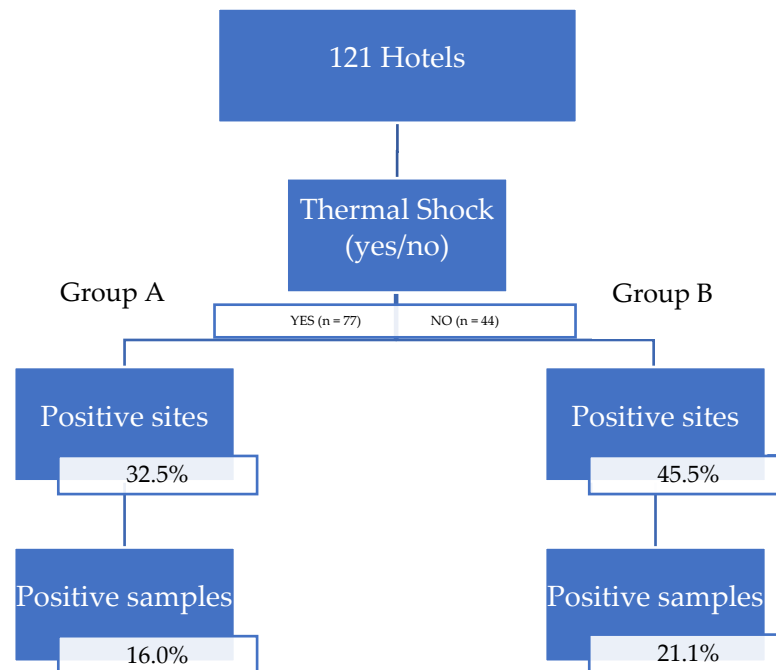 121 Hotels
Thermal Shock
(yes/no)
Group A
Group B
YES (n = 77)
NO (n = 44)
Positive sites
32.5%
Positive sites
45.5%
Positive samples
16.0%
Positive samples
21.1%